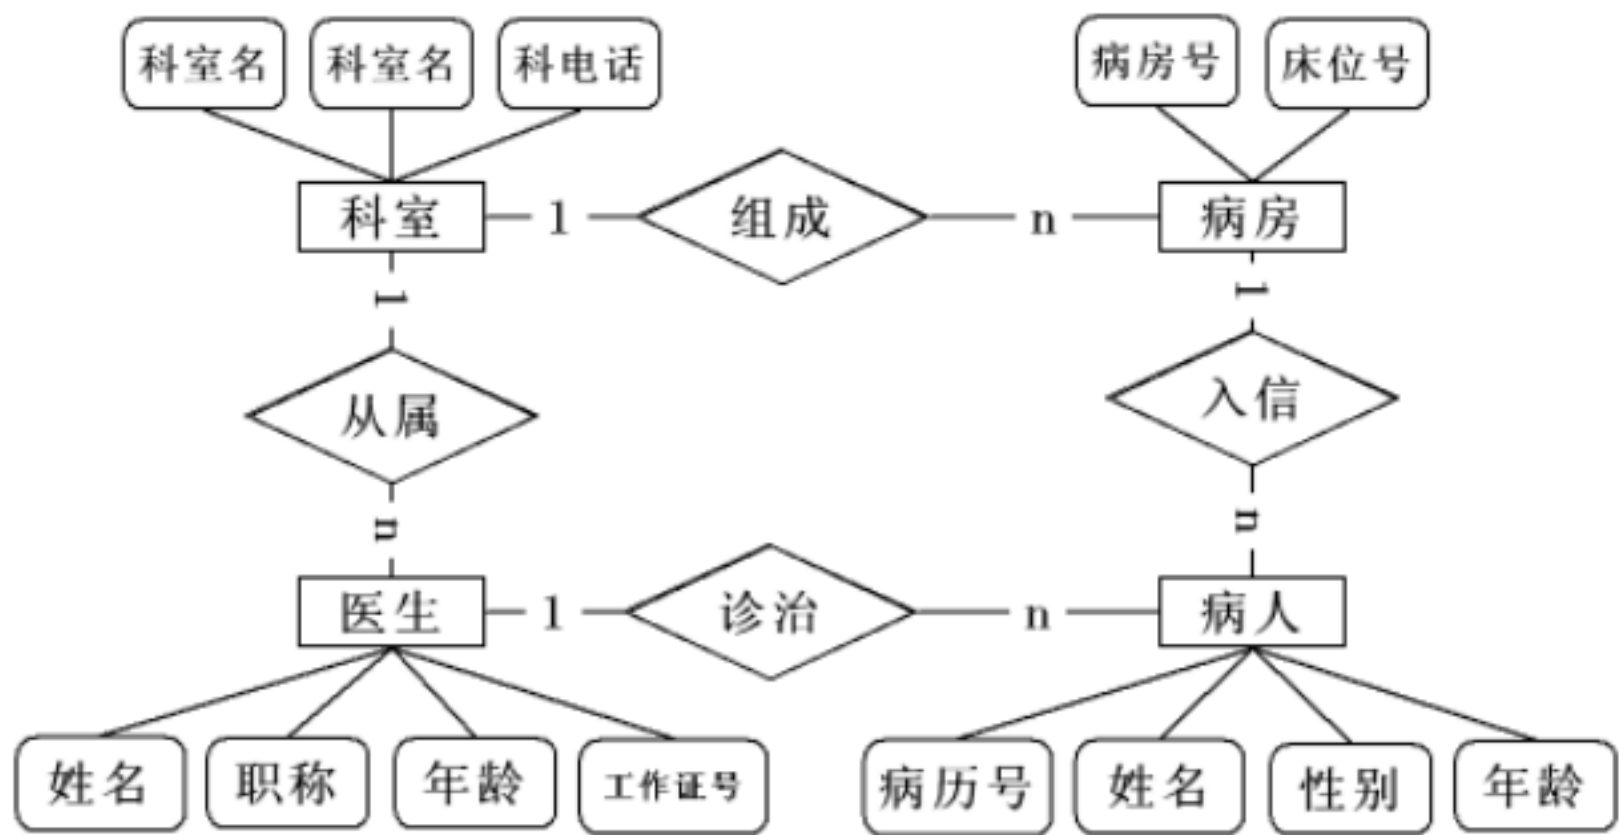 科室名 科室名 科电话 病房号 床位号
科室 1 组成 n 病房
1 1
从属 入信
n n
医生 1 诊治 n 病人
姓名 职称 年龄 工作证号 病历号 姓名 性别 年龄